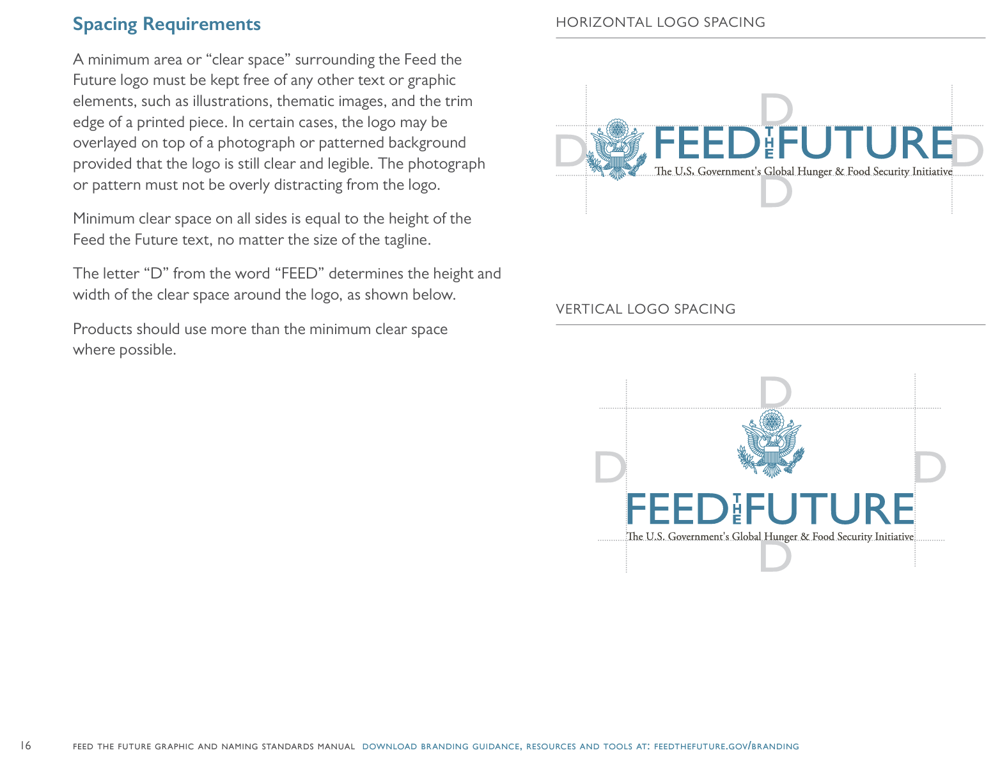 Spacing Requirements
A minimum area or “clear space” surrounding the Feed the
Future logo must be kept free of any other text or graphic
elements, such as illustrations, thematic images, and the trim
edge of a printed piece. In certain cases, the logo may be
overlayed on top of a photograph or patterned background
provided that the logo is still clear and legible. The photograph
or pattern must not be overly distracting from the logo.
Minimum clear space on all sides is equal to the height of the
Feed the Future text, no matter the size of the tagline.
The letter “D” from the word “FEED” determines the height and
width of the clear space around the logo, as shown below.
Products should use more than the minimum clear space
where possible.
HORIZONTAL LOGO SPACING
D
D
FEED THE FUTURE
D
The U.S. Government's Global Hunger & Food Security Initiative
D
VERTICAL LOGO SPACING
D
D
D
FEED THE FUTURE
The U.S. Government's Global Hunger & Food Security Initiative
D
16
FEED THE FUTURE GRAPHIC AND NAMING STANDARDS MANUAL DOWNLOAD BRANDING GUIDANCE, RESOURCES AND TOOLS AT: FEEDTHEFUTURE.GOV/BRANDING